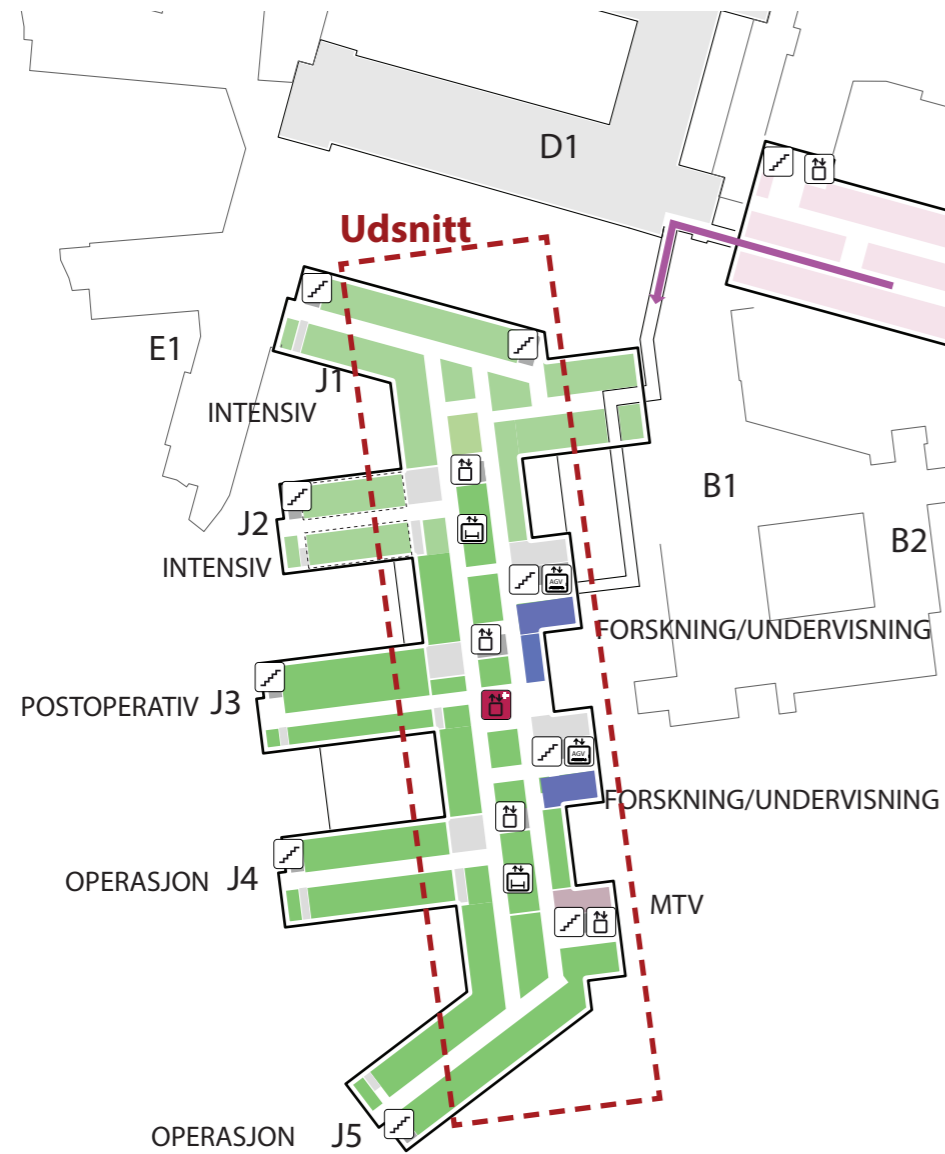 D1
Udsnitt
E1
J1
INTENSIV
B1
J2
B2
INTENSIV
AGV
FORSKNING/UNDERVISNING
POSTOPERATIV J3
AGV
FORSKNING/UNDERVISNING
OPERASJON J4
MTV
OPERASJON J5